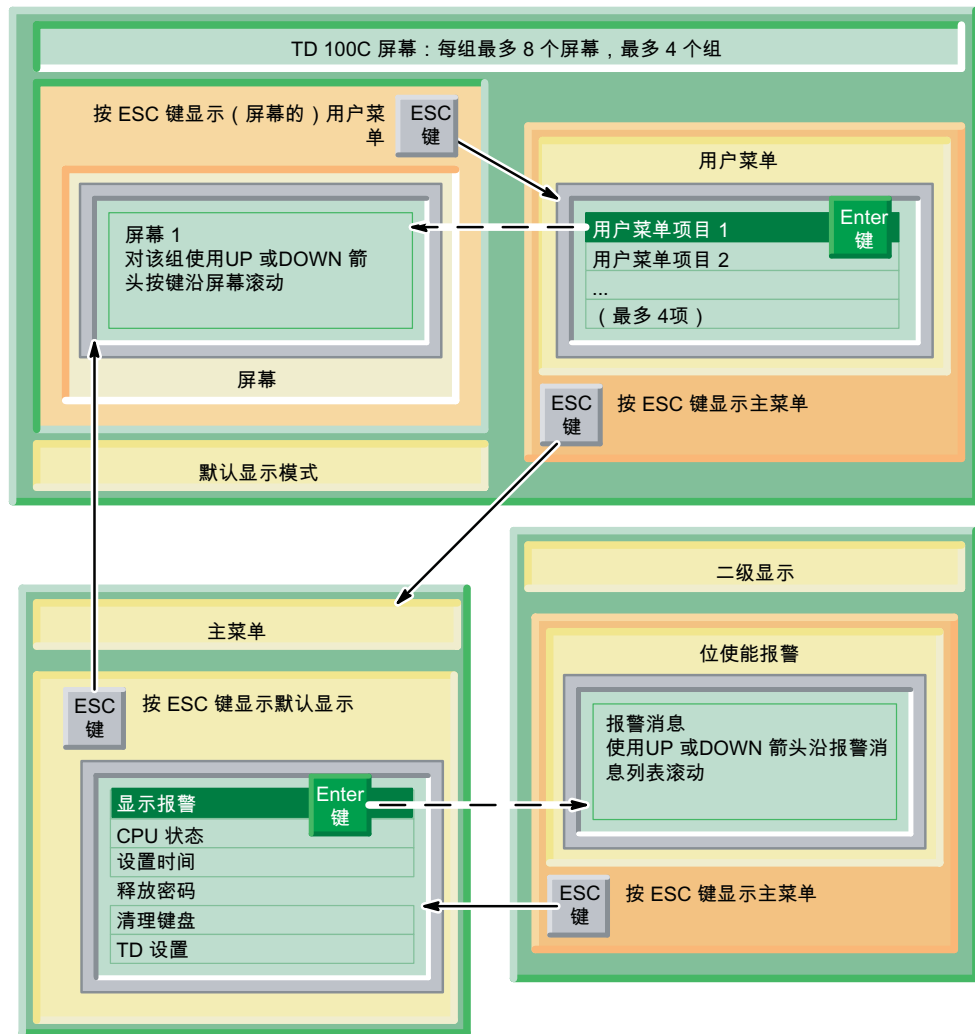 TD 100C 屏幕：每组最多 8 个屏幕，最多 4 个组
按 ESC 键显示（屏幕的）用户菜
单
ESC
键
屏幕 1
对该组使用UP 或DOWN 箭
头按键沿屏幕滚动
屏幕
默认显示模式
用户菜单
用户菜单项目 1
Enter
键
用户菜单项目 2
...
（最多 4项）
ESC
键
按 ESC 键显示主菜单
主菜单
ESC
键
按 ESC 键显示默认显示
显示报警
Enter
键
CPU 状态
设置时间
释放密码
清理键盘
TD 设置
二级显示
位使能报警
报警消息
使用UP 或DOWN 箭头沿报警消
息列表滚动
ESC
键
按 ESC 键显示主菜单